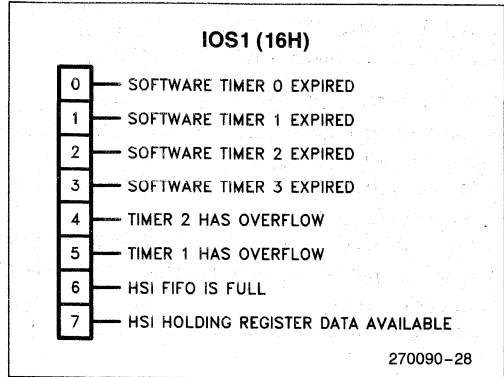 IOS1 (16H)
0 SOFTWARE TIMER 0 EXPIRED
1 SOFTWARE TIMER 1 EXPIRED
2 SOFTWARE TIMER 2 EXPIRED
3 SOFTWARE TIMER 3 EXPIRED
4 TIMER 2 HAS OVERFLOW
5 TIMER 1 HAS OVERFLOW
6 HSI FIFO IS FULL
7 HSI HOLDING REGISTER DATA AVAILABLE
270090-28